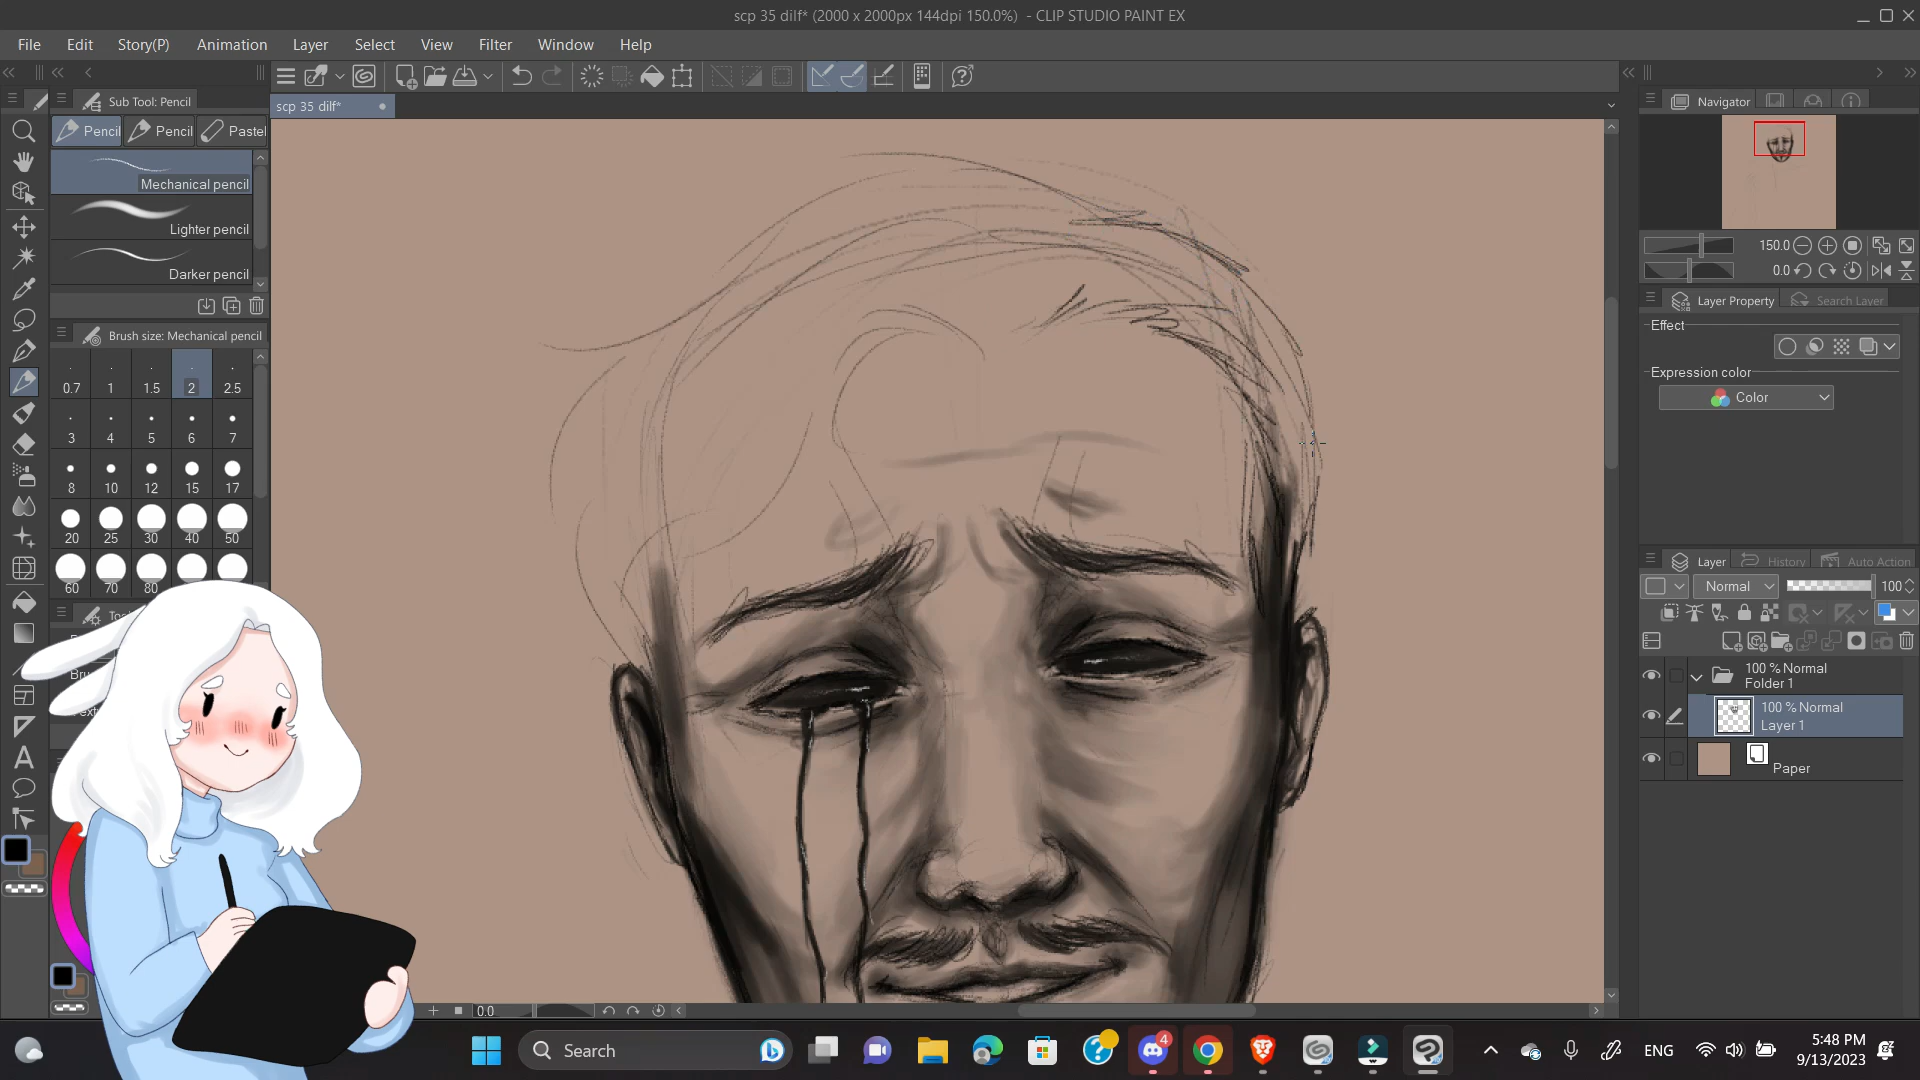 scp 35 dilf* (2000 x 2000px 144dpi 150.0%)  - CLIP STUDIO PAINT EX
File Edit Story(P) Animation Layer Select View Filter Window Help
Sub Tool: Pencil
scp 35 dilf*
Navigator
Pencil Pencil Pastel
Mechanical pencil
Lighter pencil
Darker pencil
150.0
0.0
Layer Property Search Layer
Effect
Expression color
Color
Brush size: Mechanical pencil
0.7 1 1.5 2 2.5
3 4 5 6 7
8 10 12 15 17
20 25 30 40 50
60 70 80
Layer History Auto Action
Normal 100
100 % Normal
Folder 1
100 % Normal
Layer 1
Paper
0.0
Search
4
ENG
5:48 PM
9/13/2023